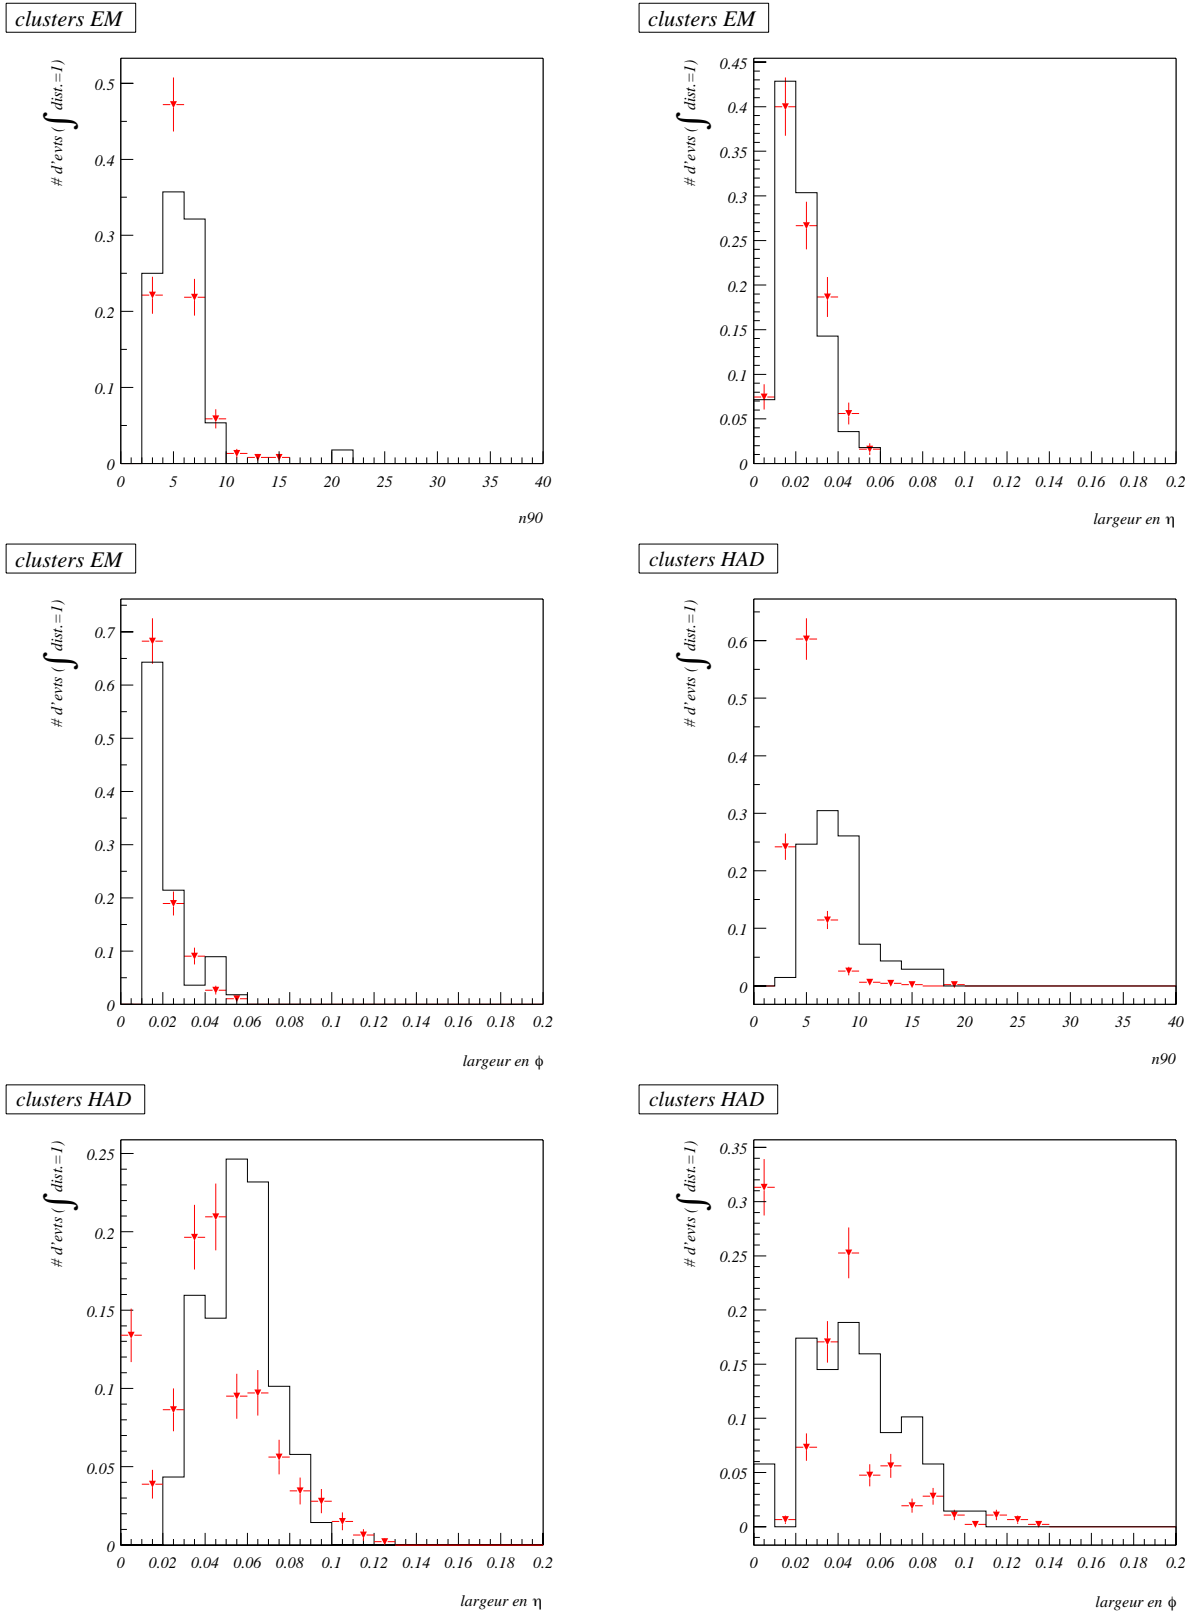 clusters EM
# d'evts ( ∫ dist.=1)
0.5
0.4
0.3
0.2
0.1
0
0 5 10 15 20 25 30 35 40
n90
clusters EM
# d'evts ( ∫ dist.=1)
0.45
0.4
0.35
0.3
0.25
0.2
0.15
0.1
0.05
0
0 0.02 0.04 0.06 0.08 0.1 0.12 0.14 0.16 0.18 0.2
largeur en η
clusters EM
# d'evts ( ∫ dist.=1)
0.7
0.6
0.5
0.4
0.3
0.2
0.1
0
0 0.02 0.04 0.06 0.08 0.1 0.12 0.14 0.16 0.18 0.2
largeur en ϕ
clusters HAD
# d'evts ( ∫ dist.=1)
0.6
0.5
0.4
0.3
0.2
0.1
0
0 5 10 15 20 25 30 35 40
n90
clusters HAD
# d'evts ( ∫ dist.=1)
0.25
0.2
0.15
0.1
0.05
0
0 0.02 0.04 0.06 0.08 0.1 0.12 0.14 0.16 0.18 0.2
largeur en η
clusters HAD
# d'evts ( ∫ dist.=1)
0.35
0.3
0.25
0.2
0.15
0.1
0.05
0
0 0.02 0.04 0.06 0.08 0.1 0.12 0.14 0.16 0.18 0.2
largeur en ϕ